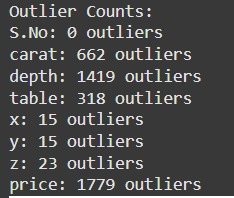 Outlier Counts:
S.No: 0 outliers
carat: 662 outliers
depth: 1419 outliers
table: 318 outliers
x: 15 outliers
y: 15 outliers
z: 23 outliers
price: 1779 outliers